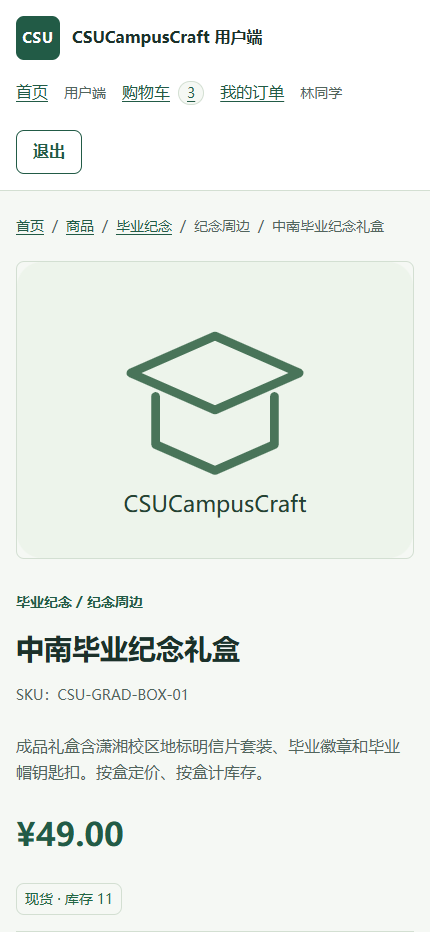 CSU CSUCampusCraft 用户端
首页 用户端 购物车 3 我的订单 林同学
退出
首页 / 商品 / 毕业纪念 / 纪念周边 / 中南毕业纪念礼盒
CSUCampusCraft
毕业纪念 / 纪念周边
中南毕业纪念礼盒
SKU：CSU-GRAD-BOX-01
成品礼盒含潇湘校区地标明信片套装、毕业徽章和毕业
帽钥匙扣。按盒定价、按盒计库存。
¥49.00
现货 · 库存 11